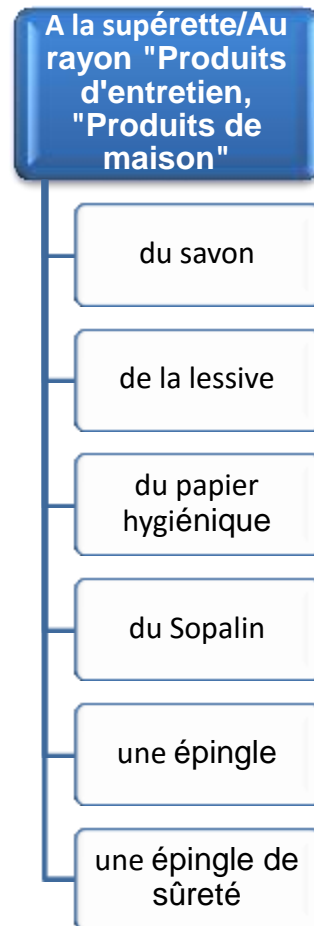 A la supérette/Au
rayon "Produits
d'entretien,
"Produits de
maison"
du savon
de la lessive
du papier
hygiénique
du Sopalin
une épingle
une épingle de
sûreté